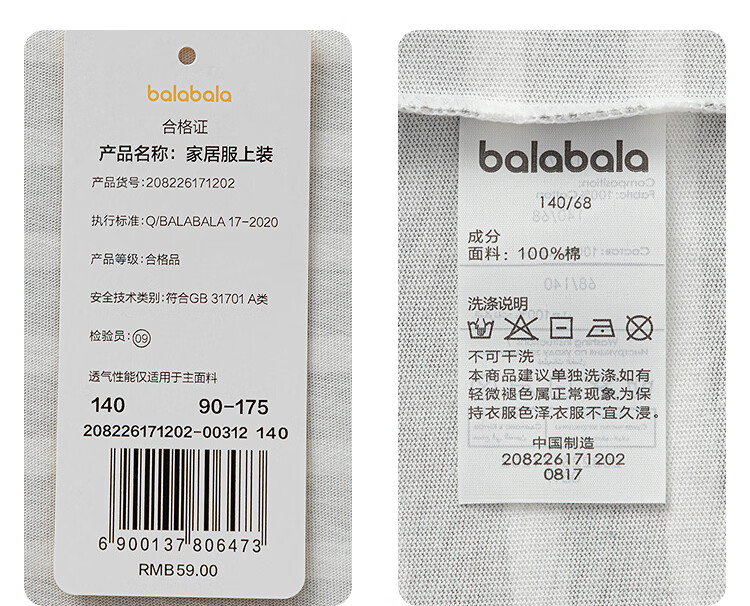 balabala
合格证
产品名称：家居服上装
产品货号：208226171202
执行标准：Q/BALABALA 17-2020
产品等级：合格品
安全技术类别：符合GB 31701 A类
检验员：09
透气性能仅适用于主面料
140 90-175
208226171202-00312 140
6 900137 806473
RMB 59.00
balabala
140/68
成分
面料：100%棉
洗涤说明
不可干洗
本商品建议单独洗涤,如有
轻微褪色属正常现象,为保
持衣服色泽衣服不宜久浸。
中国制造
208226171202
0817